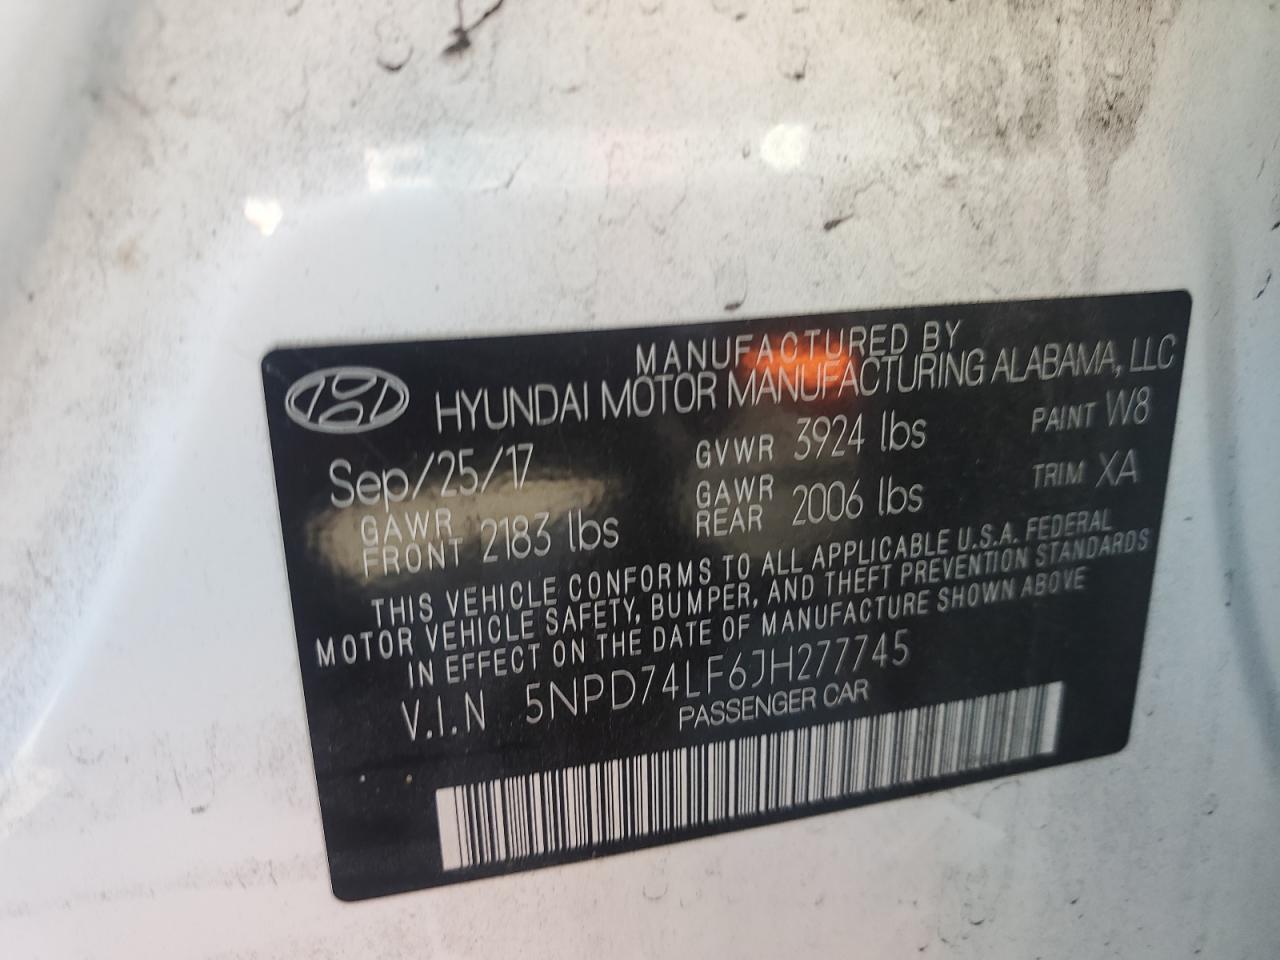 MANUFACTURED BY
HYUNDAI MOTOR MANUFACTURING ALABAMA, LLC
Sep/25/17 GVWR 3924 lbs PAINT W8
GAWR FRONT 2183 lbs GAWR REAR 2006 lbs TRIM XA
THIS VEHICLE CONFORMS TO ALL APPLICABLE U.S.A. FEDERAL
MOTOR VEHICLE SAFETY, BUMPER, AND THEFT PREVENTION STANDARDS
IN EFFECT ON THE DATE OF MANUFACTURE SHOWN ABOVE
V.I.N 5NPD74LF6JH277745
PASSENGER CAR